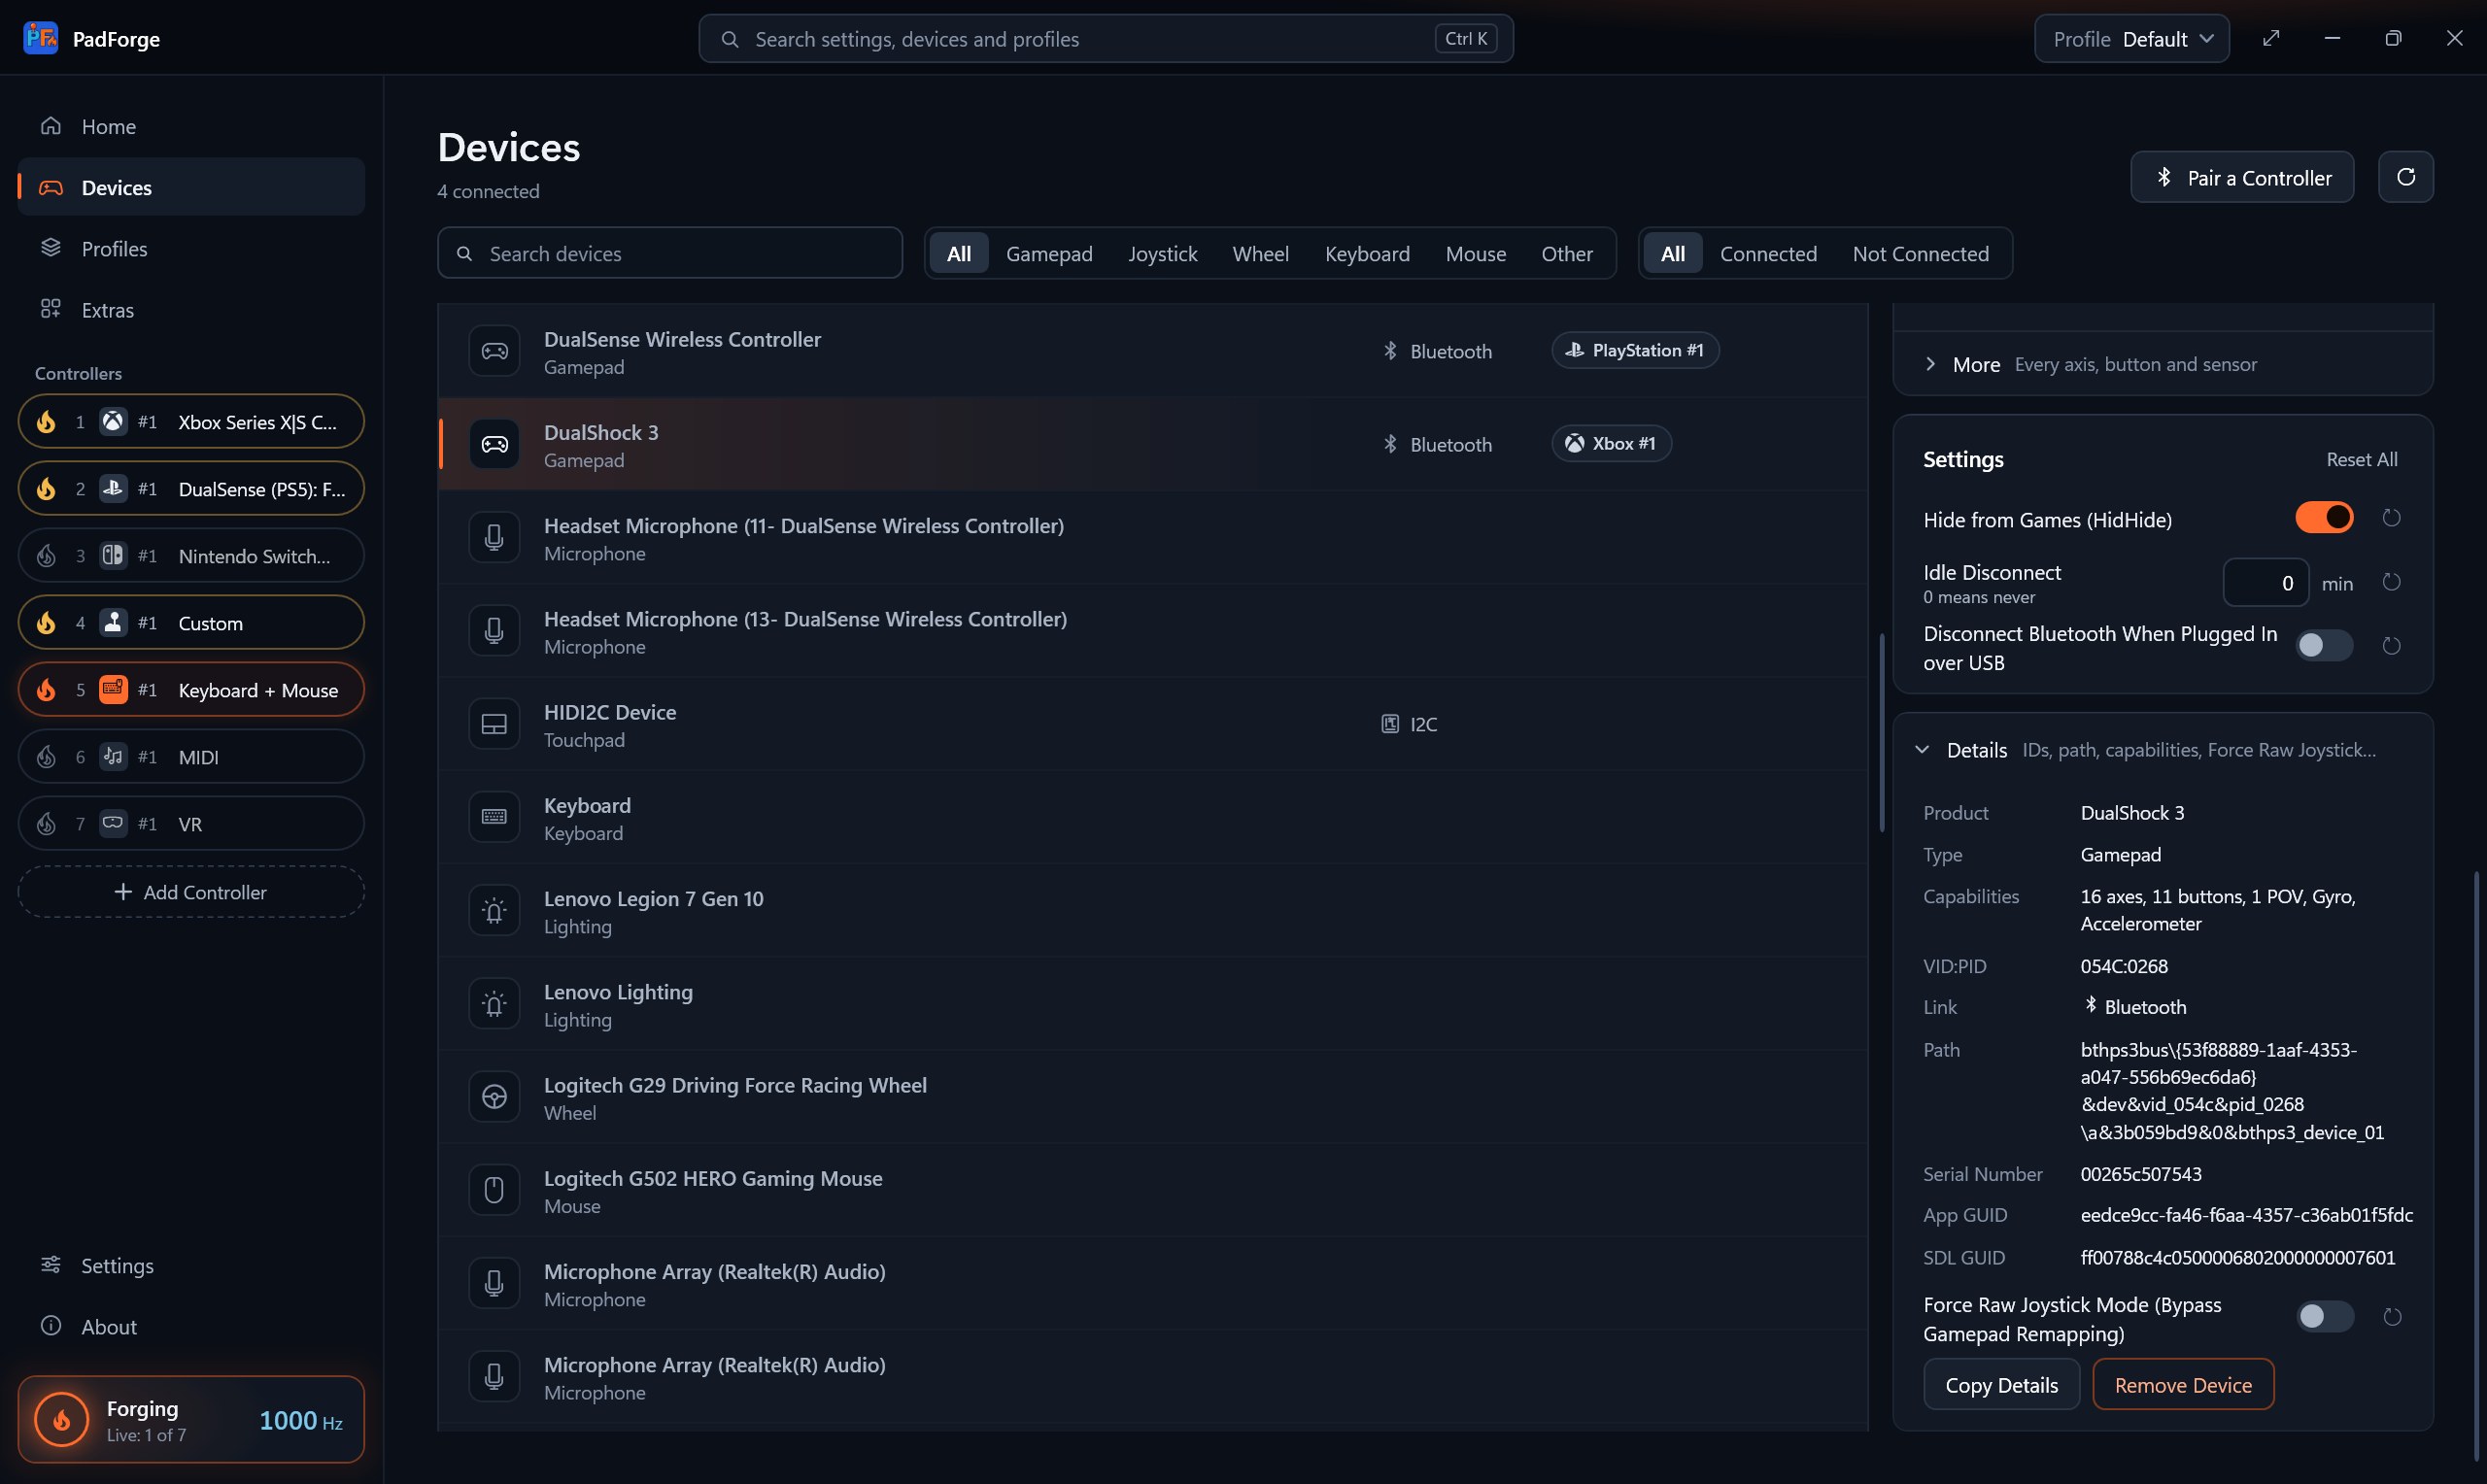 PadForge
Search settings, devices and profiles
Ctrl K
Profile Default
Home
Devices
Profiles
Extras
Controllers
1 #1 Xbox Series X|S C...
2 #1 DualSense (PS5): F...
3 #1 Nintendo Switch...
4 #1 Custom
5 #1 Keyboard + Mouse
6 #1 MIDI
7 #1 VR
Add Controller
Settings
About
Forging
Live: 1 of 7
1000 Hz
Devices
4 connected
Pair a Controller
Search devices
All Gamepad Joystick Wheel Keyboard Mouse Other
All Connected Not Connected
DualSense Wireless Controller
Gamepad
Bluetooth
PlayStation #1
DualShock 3
Gamepad
Bluetooth
Xbox #1
Headset Microphone (11- DualSense Wireless Controller)
Microphone
Headset Microphone (13- DualSense Wireless Controller)
Microphone
HIDI2C Device
Touchpad
I2C
Keyboard
Keyboard
Lenovo Legion 7 Gen 10
Lighting
Lenovo Lighting
Lighting
Logitech G29 Driving Force Racing Wheel
Wheel
Logitech G502 HERO Gaming Mouse
Mouse
Microphone Array (Realtek(R) Audio)
Microphone
Microphone Array (Realtek(R) Audio)
Microphone
More Every axis, button and sensor
Settings
Reset All
Hide from Games (HidHide)
Idle Disconnect
0 means never
0 min
Disconnect Bluetooth When Plugged In
over USB
Details IDs, path, capabilities, Force Raw Joystick...
Product DualShock 3
Type Gamepad
Capabilities 16 axes, 11 buttons, 1 POV, Gyro,
Accelerometer
VID:PID 054C:0268
Link Bluetooth
Path bthps3bus\{53f88889-1aaf-4353-
a047-556b69ec6da6}
&dev&vid_054c&pid_0268
\a&3b059bd9&0&bthps3_device_01
Serial Number 00265c507543
App GUID eedce9cc-fa46-f6aa-4357-c36ab01f5fdc
SDL GUID ff00788c4c0500006802000000007601
Force Raw Joystick Mode (Bypass
Gamepad Remapping)
Copy Details
Remove Device